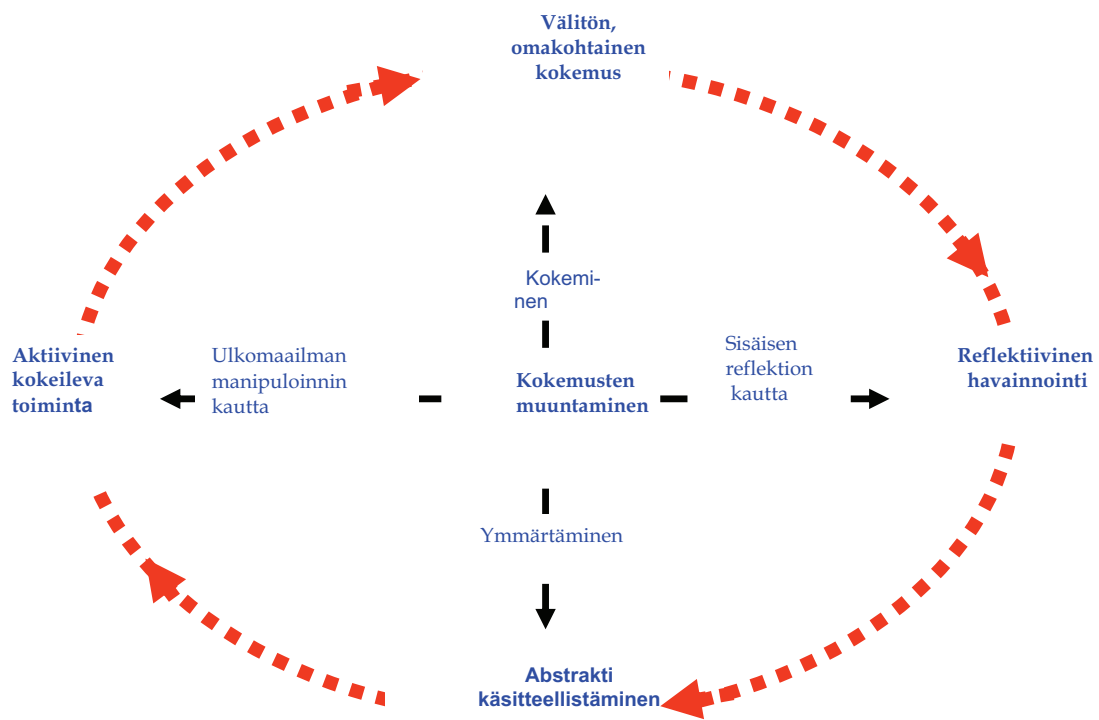 Välitön,
omakohtainen
kokemus
Kokemi-
nen
Aktiivinen
kokeileva
toiminta
Ulkomaailman
manipuloinnin
kautta
Kokemusten
muuntaminen
Sisäisen
reflektion
kautta
Reflektiivinen
havainnointi
Ymmärtäminen
Abstrakti
käsitteellistäminen